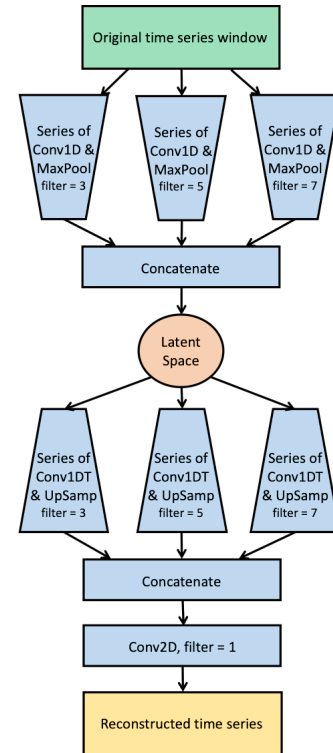 Original time series window
Series of
Conv1D &
MaxPool
filter = 3
Series of
Conv1D &
MaxPool
filter = 5
Series of
Conv1D &
MaxPool
filter = 7
Concatenate
Latent
Space
Series of
Conv1DT
& UpSamp
filter = 3
Series of
Conv1DT
& UpSamp
filter = 5
Series of
Conv1DT
& UpSamp
filter = 7
Concatenate
Conv2D, filter = 1
Reconstructed time series